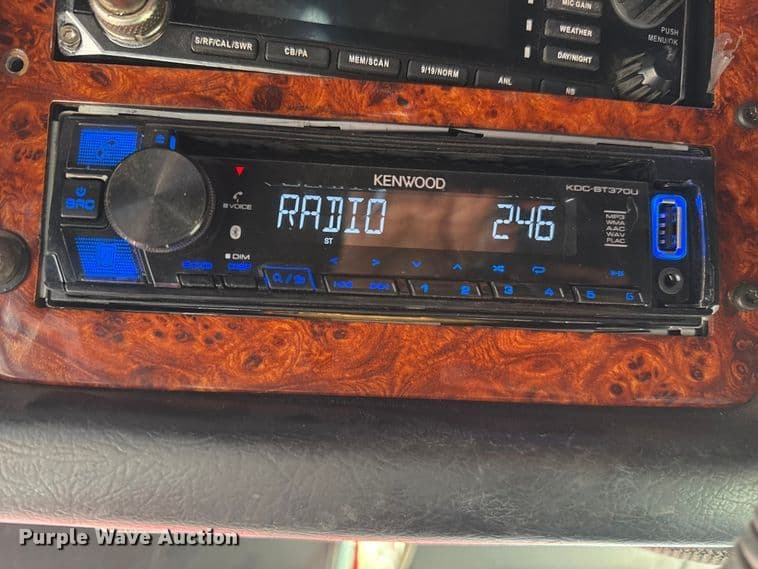 MIC GAIN
WEATHER
DAY/NIGHT
PUSH
MENU/OK
S/RF/CAL/SWR
CB/PA
MEM/SCAN
9/19/NORM
ANL
NB
KENWOOD
KDC-BT370U
SRC
VOICE
RADIO 246
ST
MP3
WMA
AAC
WAV
FLAC
DIM
DISP
1 2 3 4 5 6
Purple Wave Auction